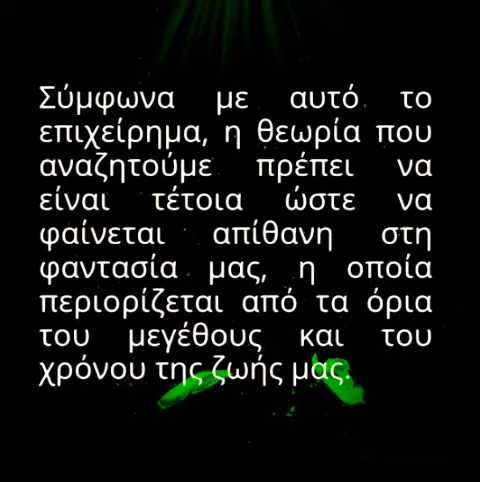 Σύμφωνα με αυτό το
επιχείρημα, η θεωρία που
αναζητούμε πρέπει να
είναι τέτοια ώστε να
φαίνεται απίθανη στη
φαντασία μας, η οποία
περιορίζεται από τα όρια
του μεγέθους και του
χρόνου της ζωής μας.